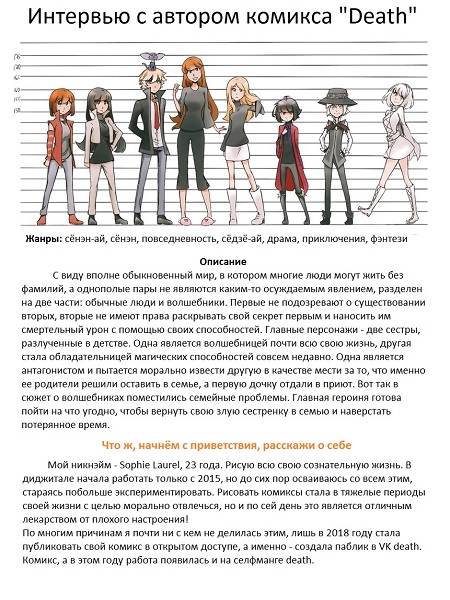 Интервью с автором комикса "Death"
Жанры: сёнэн-ай, сёнэн, повседневность, сёдзё-ай, драма, приключения, фэнтези
Описание
С виду вполне обыкновенный мир, в котором многие люди могут жить без
фамилий, а однополые пары не являются каким-то осуждаемым явлением, разделен
на две части: обычные люди и волшебники. Первые не подозревают о существовании
вторых, вторые не имеют права раскрывать свой секрет первым и наносить им
смертельный урон с помощью своих способностей. Главные персонажи - две сестры,
разлученные в детстве. Одна является волшебницей почти всю свою жизнь, другая
стала обладательницей магических способностей совсем недавно. Одна является
антагонистом и пытается морально извести другую в качестве мести за то, что именно
ее родители решили оставить в семье, а первую дочку отдали в приют. Вот так в
сюжет о волшебниках поместились семейные проблемы. Главная героиня готова
пойти на что угодно, чтобы вернуть свою злую сестренку в семью и наверстать
потерянное время.
Что ж, начнём с приветствия, расскажи о себе
Мой никнэйм - Sophie Laurel, 23 года. Рисую всю свою сознательную жизнь. В
диджитале начала работать только с 2015, но до сих пор осваиваюсь со всем этим,
стараясь побольше экспериментировать. Рисовать комиксы стала в тяжелые периоды
своей жизни с целью морально отвлечься, но и по сей день это является отличным
лекарством от плохого настроения!
По многим причинам я почти ни с кем не делилась этим, лишь в 2018 году стала
публиковать свой комикс в открытом доступе, а именно - создала паблик в VK death.
Комикс, а в этом году работа появилась и на селфманге death.